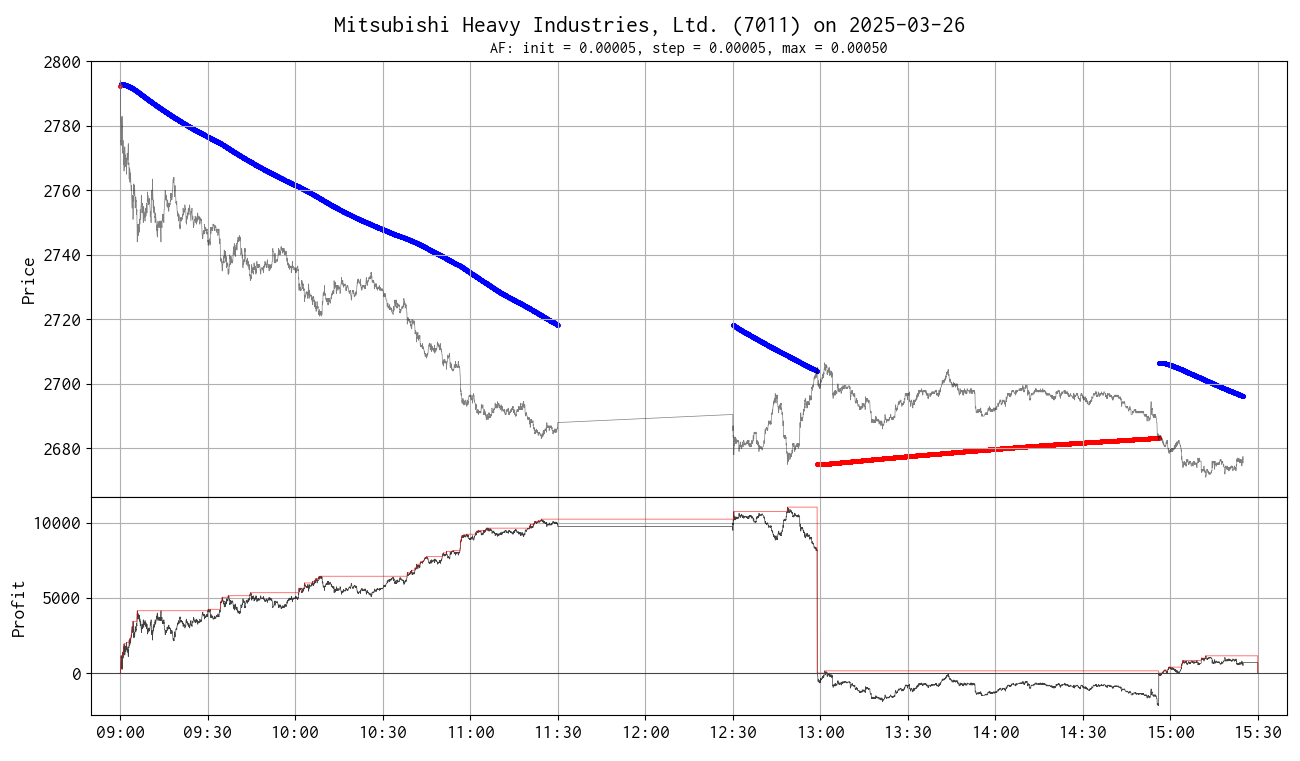 Mitsubishi Heavy Industries, Ltd. (7011) on 2025-03-26
AF: init = 0.00005, step = 0.00005, max = 0.00050
Price
2800
2780
2760
2740
2720
2700
2680
Profit
10000
5000
0
09:00 09:30 10:00 10:30 11:00 11:30 12:00 12:30 13:00 13:30 14:00 14:30 15:00 15:30